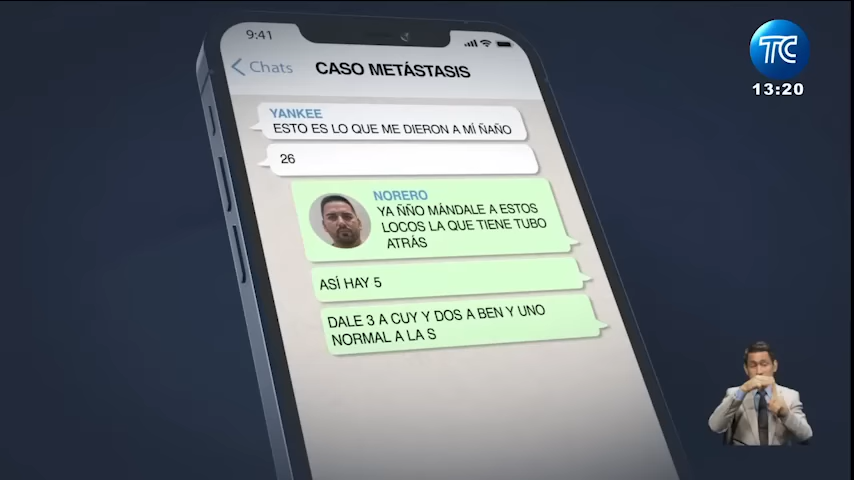 9:41
TC
13:20
Chats
CASO METÁSTASIS
YANKEE
ESTO ES LO QUE ME DIERON A MÍ ÑAÑO
26
NORERO
YA ÑÑO MÁNDALE A ESTOS
LOCOS LA QUE TIENE TUBO
ATRÁS
ASÍ HAY 5
DALE 3 A CUY Y DOS A BEN Y UNO
NORMAL A LA S